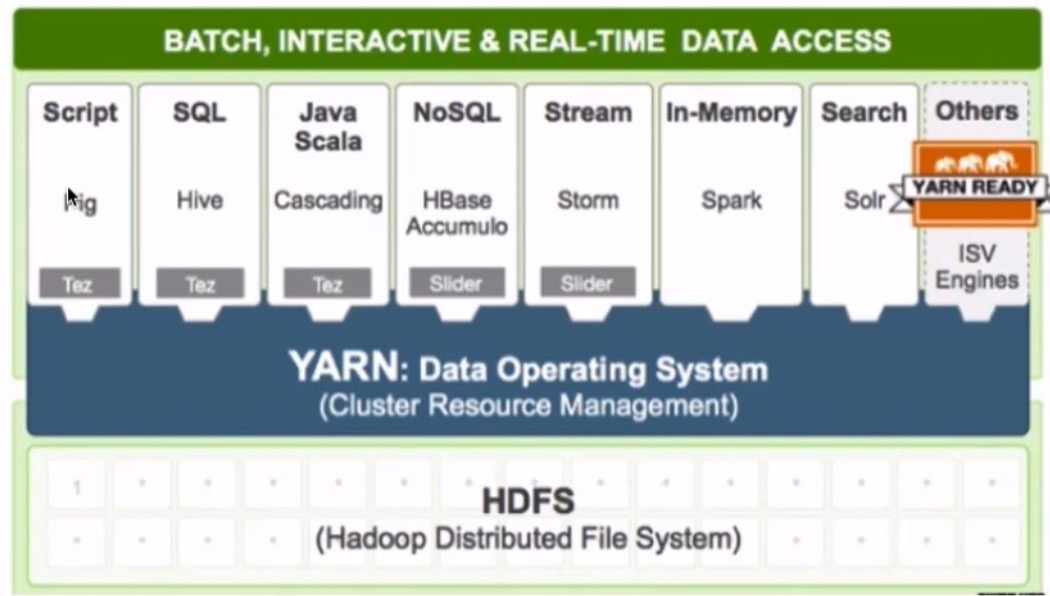 BATCH, INTERACTIVE & REAL-TIME DATA ACCESS
Script
Pig
Tez
SQL
Hive
Tez
Java
Scala
Cascading
Tez
NoSQL
HBase
Accumulo
Slider
Stream
Storm
Slider
In-Memory
Spark
Search
Solr
Others
YARN READY
ISV
Engines
YARN: Data Operating System
(Cluster Resource Management)
1
HDFS
(Hadoop Distributed File System)